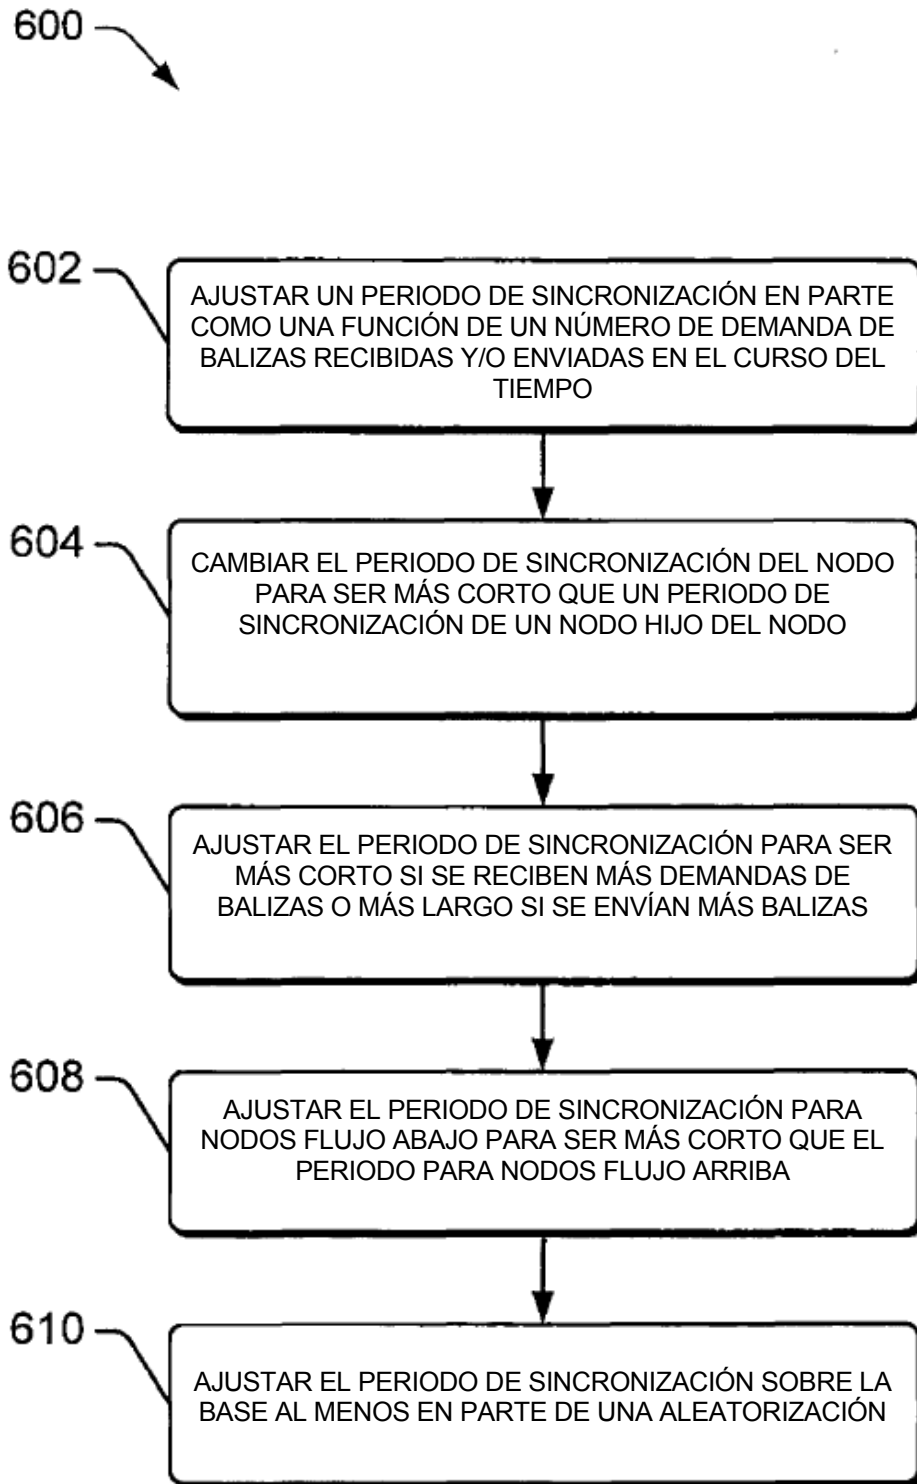 600
602
AJUSTAR UN PERIODO DE SINCRONIZACIÓN EN PARTE
COMO UNA FUNCIÓN DE UN NÚMERO DE DEMANDA DE
BALIZAS RECIBIDAS Y/O ENVIADAS EN EL CURSO DEL
TIEMPO
604
CAMBIAR EL PERIODO DE SINCRONIZACIÓN DEL NODO
PARA SER MÁS CORTO QUE UN PERIODO DE
SINCRONIZACIÓN DE UN NODO HIJO DEL NODO
606
AJUSTAR EL PERIODO DE SINCRONIZACIÓN PARA SER
MÁS CORTO SI SE RECIBEN MÁS DEMANDAS DE
BALIZAS O MÁS LARGO SI SE ENVÍAN MÁS BALIZAS
608
AJUSTAR EL PERIODO DE SINCRONIZACIÓN PARA
NODOS FLUJO ABAJO PARA SER MÁS CORTO QUE EL
PERIODO PARA NODOS FLUJO ARRIBA
610
AJUSTAR EL PERIODO DE SINCRONIZACIÓN SOBRE LA
BASE AL MENOS EN PARTE DE UNA ALEATORIZACIÓN